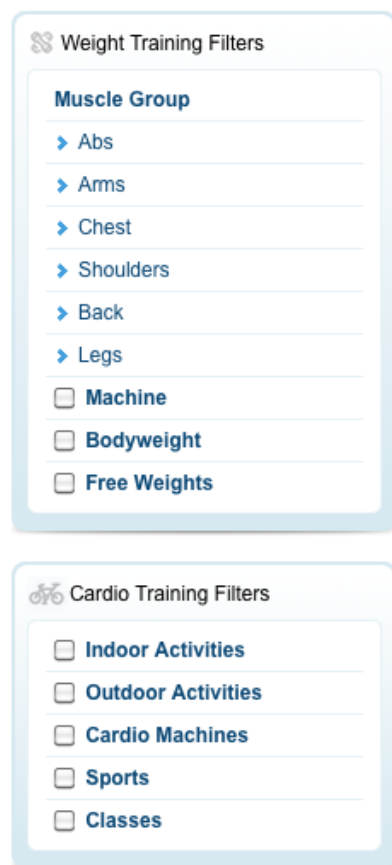 Weight Training Filters
Muscle Group
Abs
Arms
Chest
Shoulders
Back
Legs
Machine
Bodyweight
Free Weights
Cardio Training Filters
Indoor Activities
Outdoor Activities
Cardio Machines
Sports
Classes